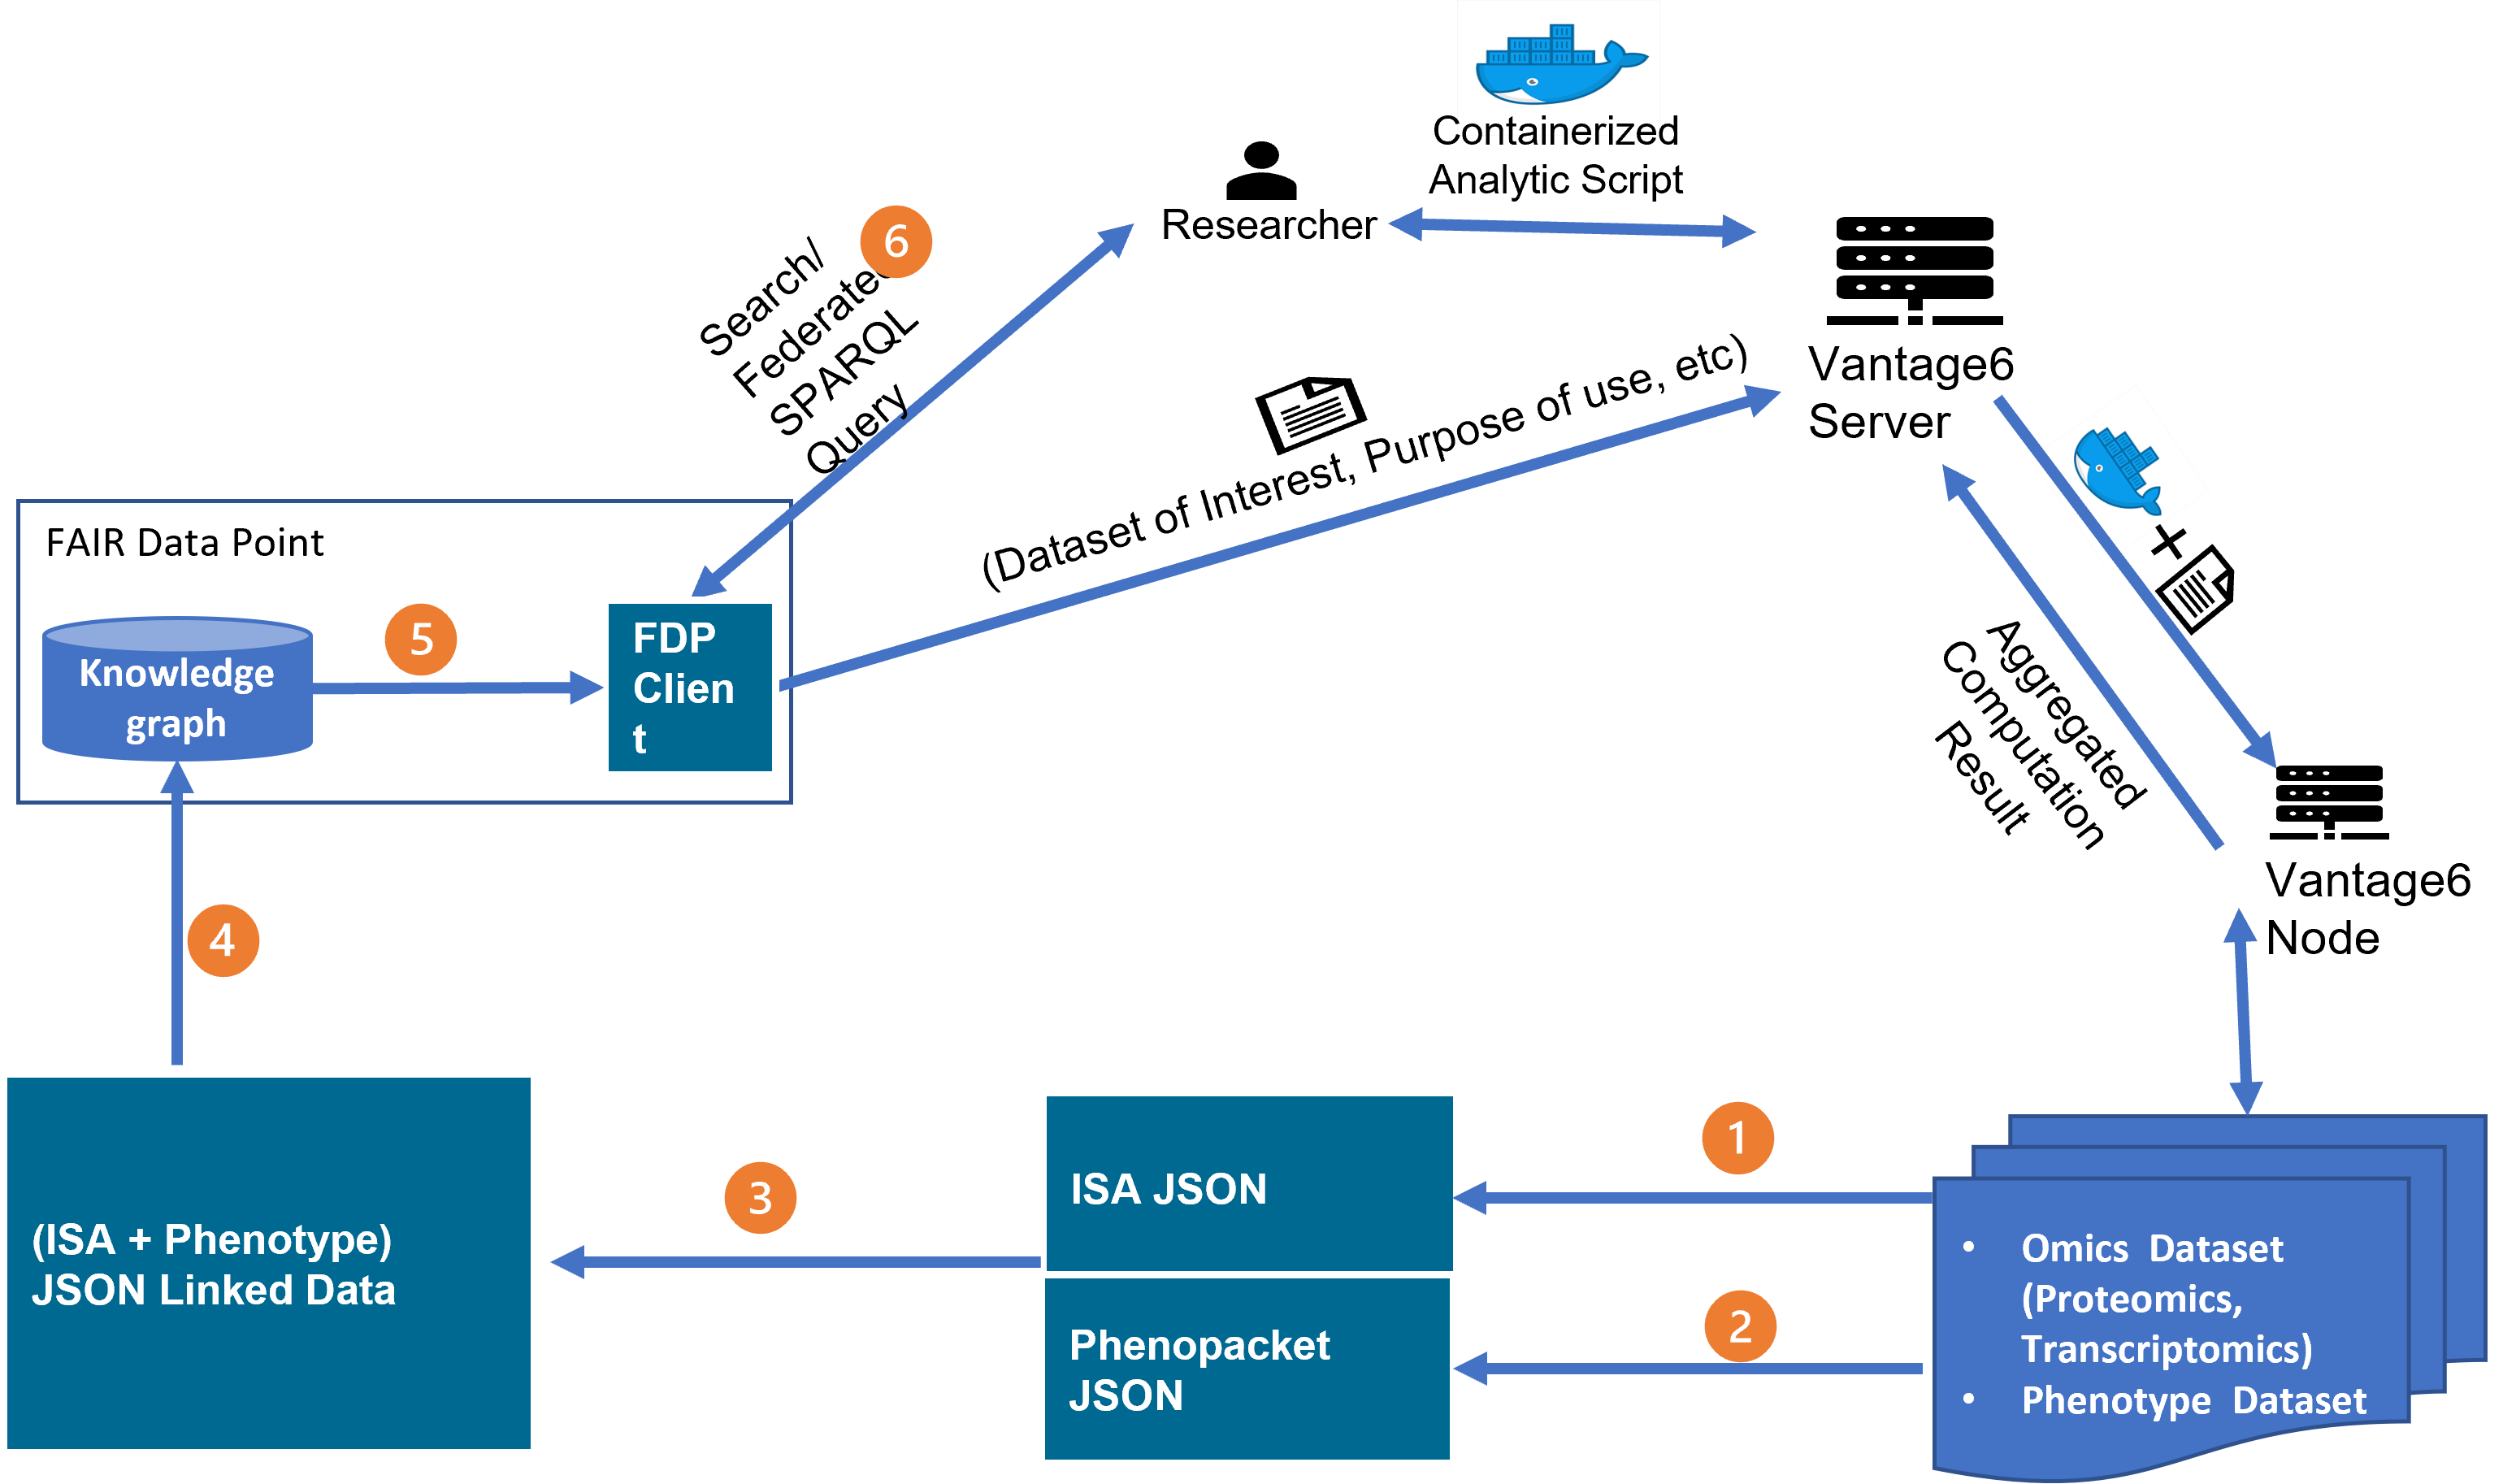 Containerized
Analytic Script
Researcher
6
Search/
Federate
SPARQL
Query
Vantage6
Server
(Dataset of Interest, Purpose of use, etc)
+
FAIR Data Point
Knowledge
graph
5
FDP
Clien
t
Aggregated
Computation
Result
Vantage6
Node
4
1
ISA JSON
3
(ISA + Phenotype)
JSON Linked Data
2
Phenopacket
JSON
• Omics Dataset
(Proteomics,
Transcriptomics)
• Phenotype Dataset